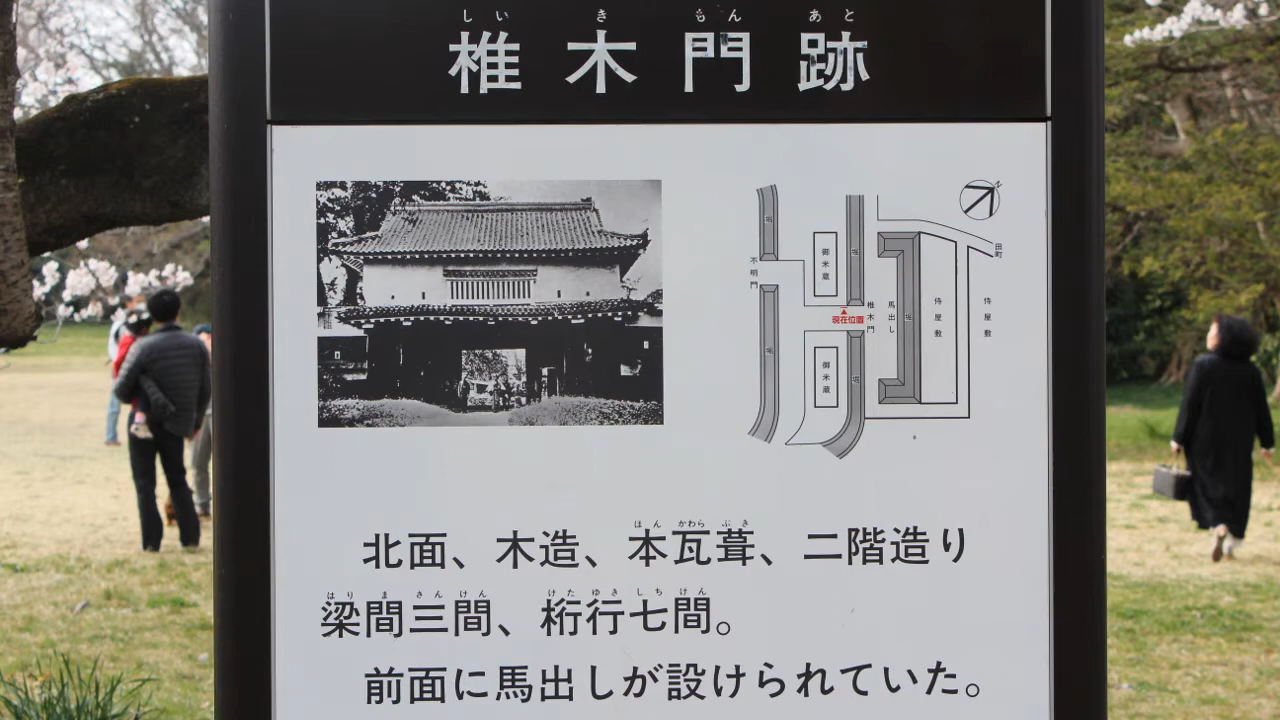 しい き もん あと
椎木門跡
N
堀
堀
田町
御米蔵
不明門
椎木門
馬出し
堀
侍屋敷
侍屋敷
現在位置
堀
御米蔵
堀
ほん かわら ぶき
北面、木造、本瓦葺、二階造り
はり ま さん けん けた ゆき しち けん
梁間三間、桁行七間。
前面に馬出しが設けられていた。